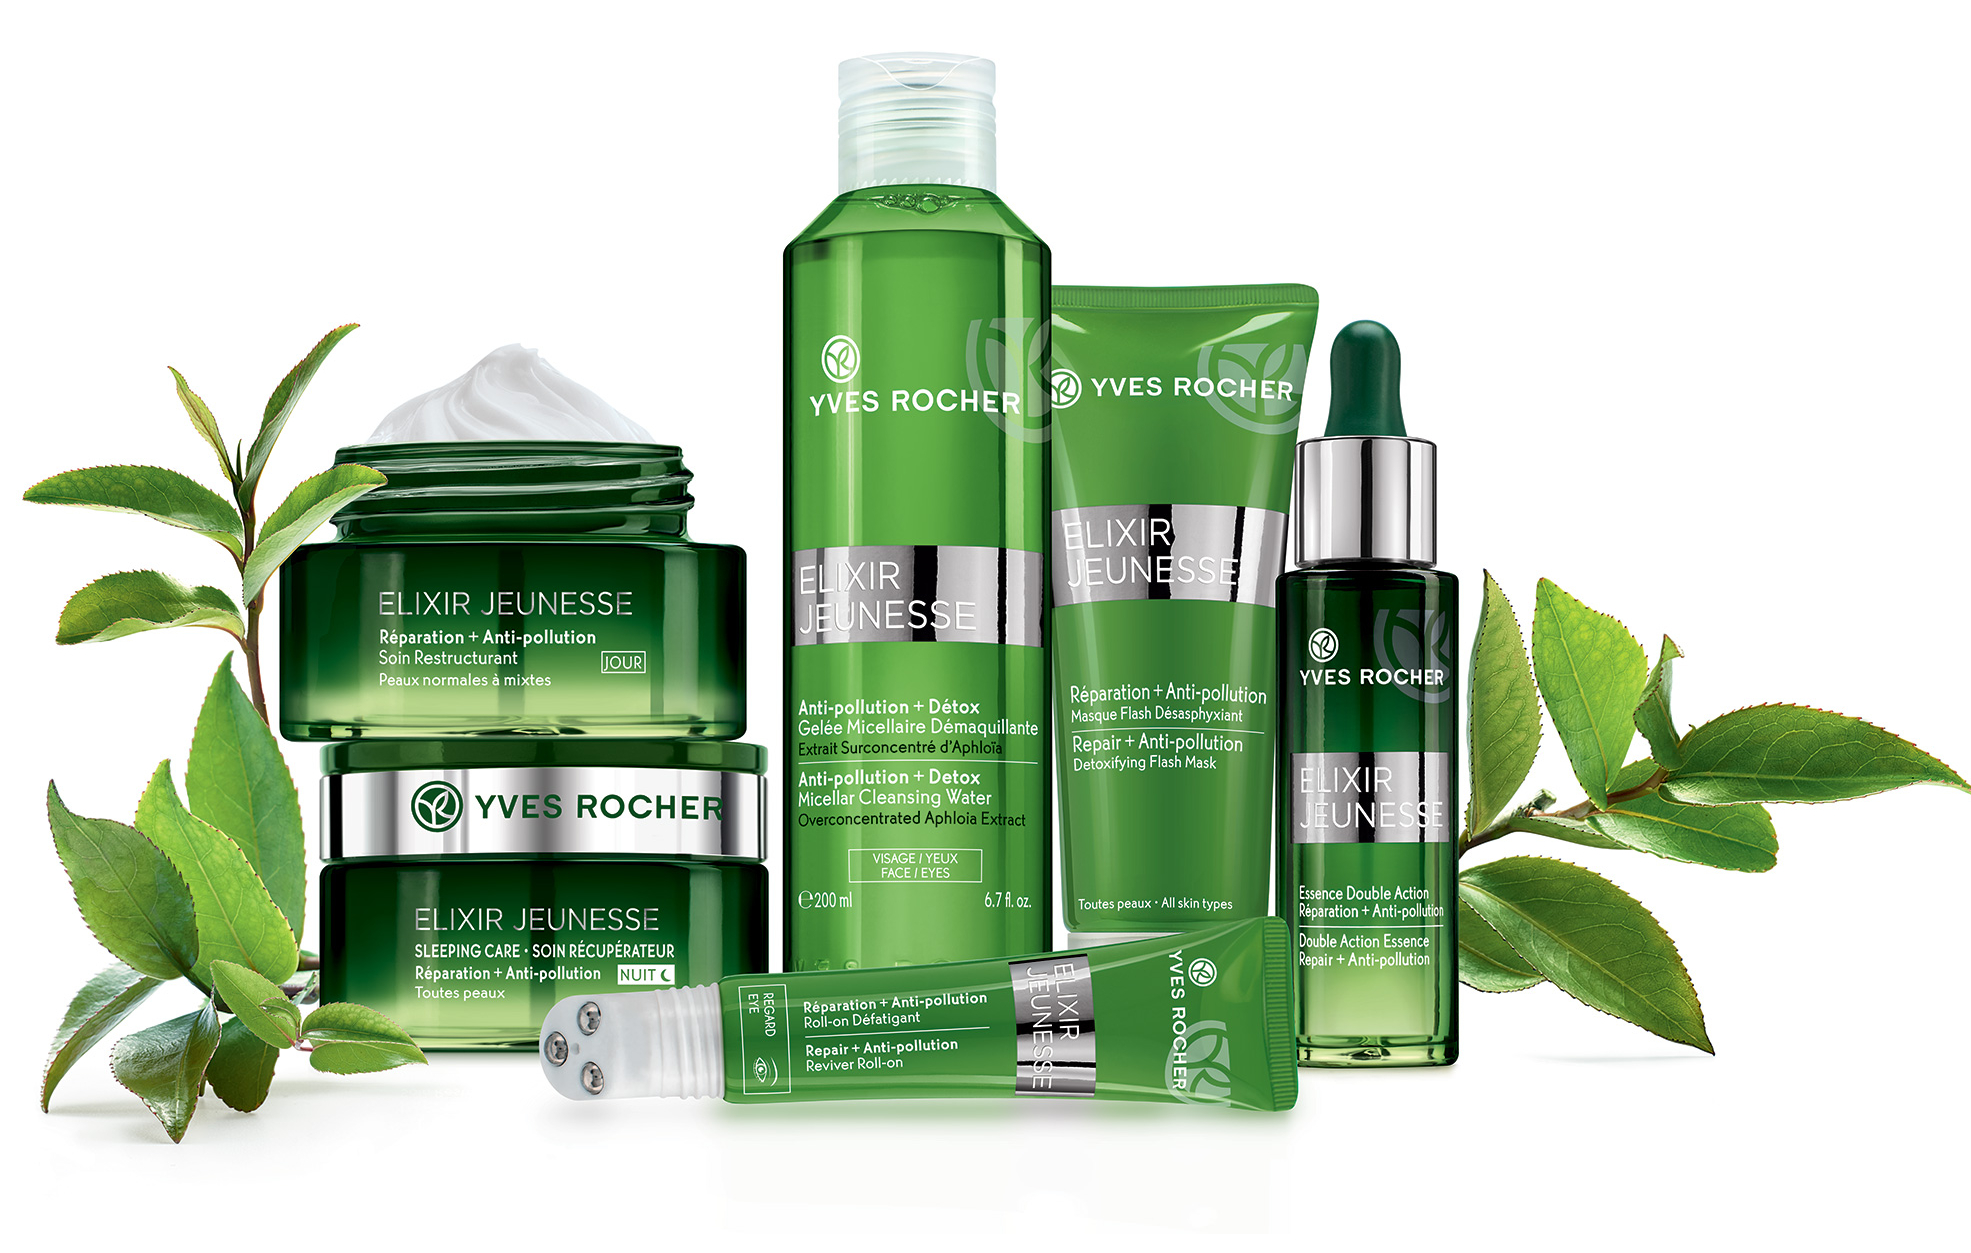 ELIXIR JEUNESSE
Réparation + Anti-pollution
Soin Restructurant
JOUR
Peaux normales à mixtes
YVES ROCHER
ELIXIR JEUNESSE
SLEEPING CARE • SOIN RÉCUPÉRATEUR
Réparation + Anti-pollution NUIT
Toutes peaux
YVES ROCHER
ELIXIR
JEUNESSE
Anti-pollution + Détox
Gelée Micellaire Démaquillante
Extrait Surconcentré d'Aphloïa
Anti-pollution + Detox
Micellar Cleansing Water
Overconcentrated Aphloia Extract
VISAGE / YEUX
FACE / EYES
℮200 ml 6.7 fl. oz.
YVES ROCHER
ELIXIR
JEUNESSE
Réparation + Anti-pollution
Masque Flash Désasphyxiant
Repair + Anti-pollution
Detoxifying Flash Mask
Toutes peaux • All skin types
YVES ROCHER
ELIXIR
JEUNESSE
Essence Double Action
Réparation + Anti-pollution
Double Action Essence
Repair + Anti-pollution
REGARD
EYE
Réparation + Anti-pollution
Roll-on Défatigant
Repair + Anti-pollution
Reviver Roll-on
ELIXIR
JEUNESSE
YVES ROCHER